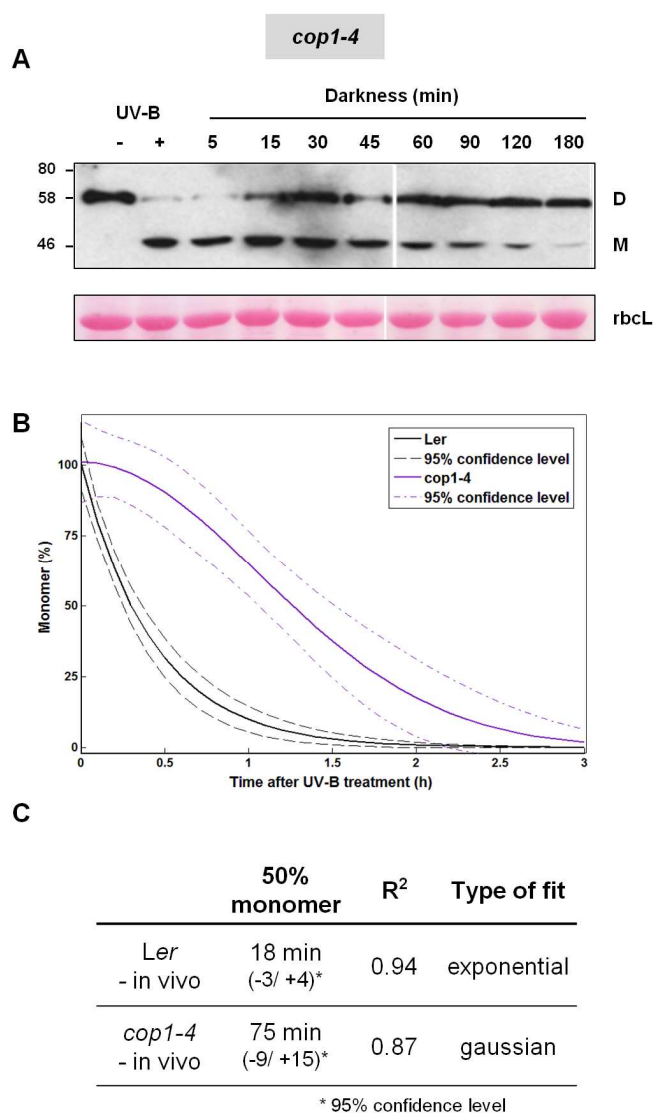 cop1-4
A
UV-B
Darkness (min)
- + 5 15 30 45 60 90 120 180
80
58
D
46
M
rbcL
B
Ler
95% confidence level
cop1-4
95% confidence level
100
75
50
25
0
Monomer (%)
0 0.5 1 1.5 2 2.5 3
Time after UV-B treatment (h)
C
50% monomer R² Type of fit
Ler - in vivo 18 min (-3/ +4)* 0.94 exponential
cop1-4 - in vivo 75 min (-9/ +15)* 0.87 gaussian
* 95% confidence level